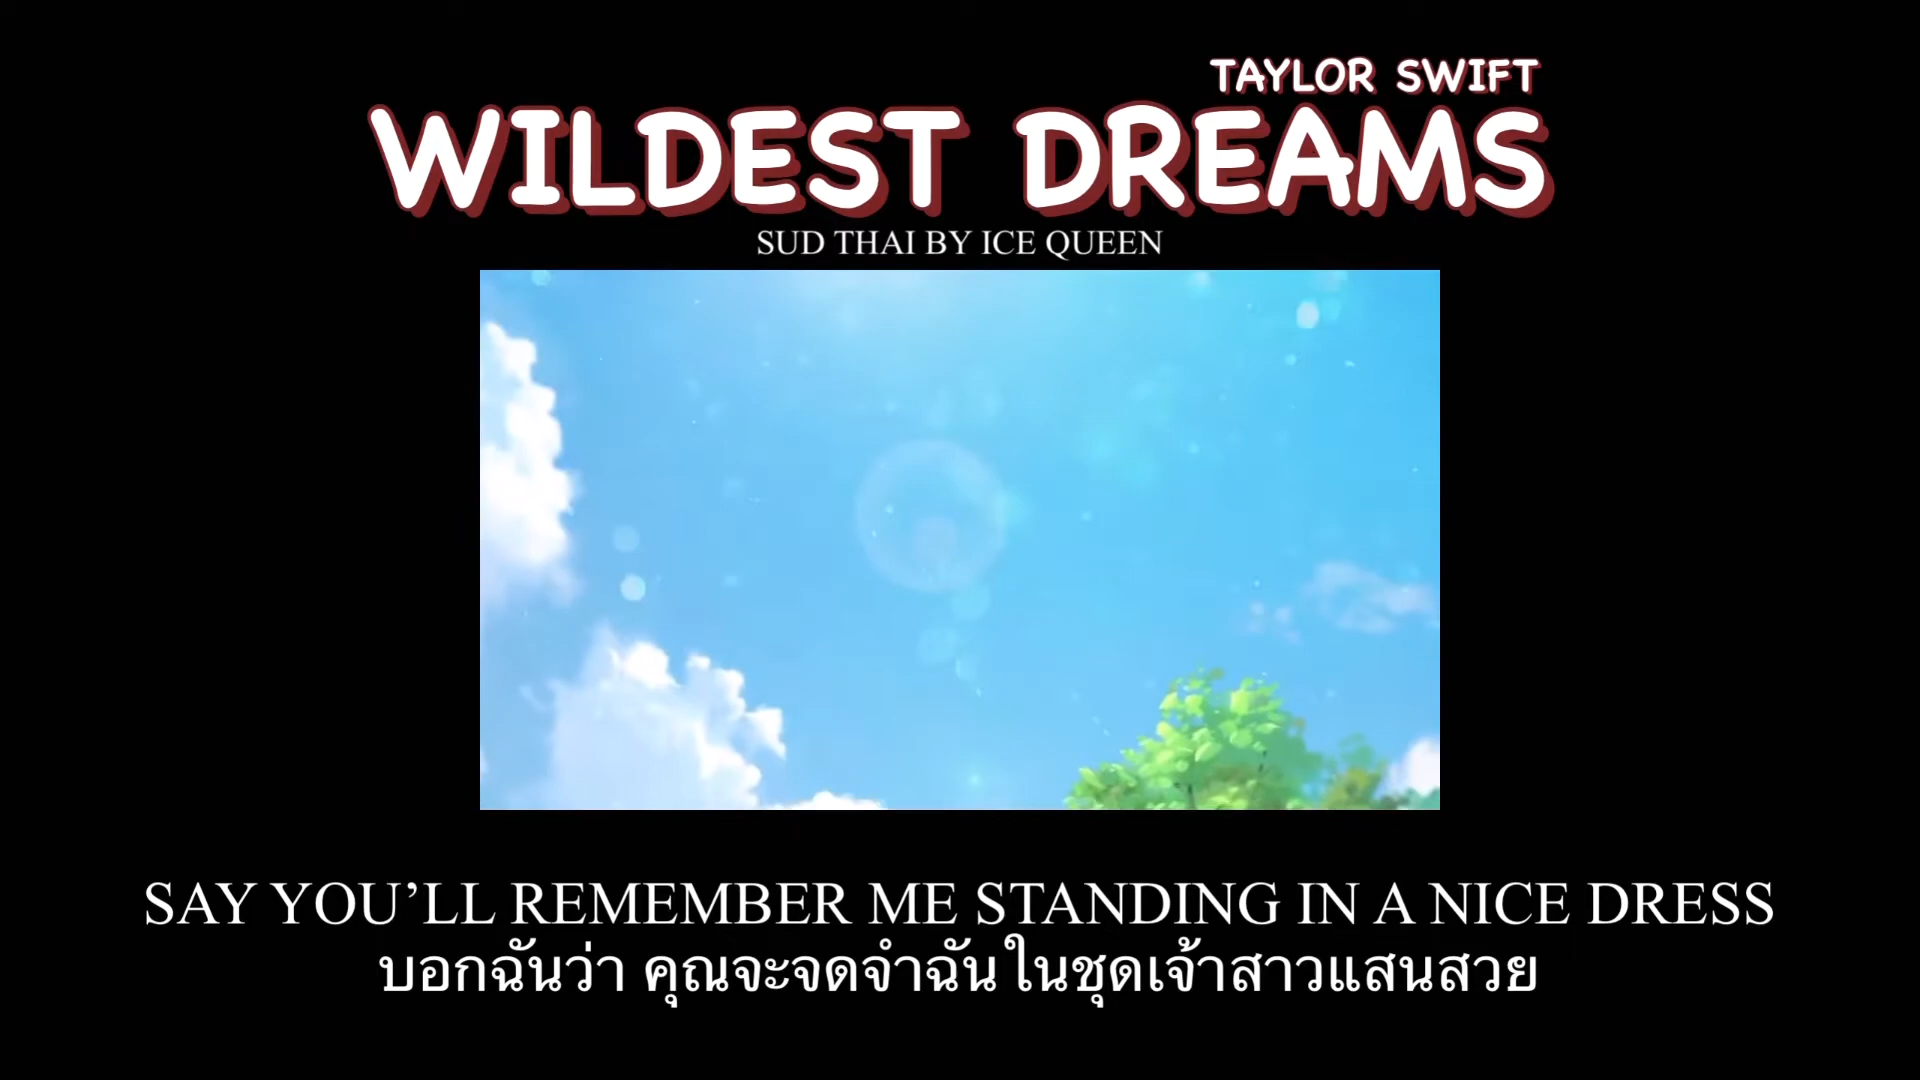 TAYLOR SWIFT
WILDEST DREAMS
SUD THAI BY ICE QUEEN
SAY YOU’LL REMEMBER ME STANDING IN A NICE DRESS
บอกฉันว่า คุณจะจดจำฉัน ในชุดเจ้าสาวแสนสวย